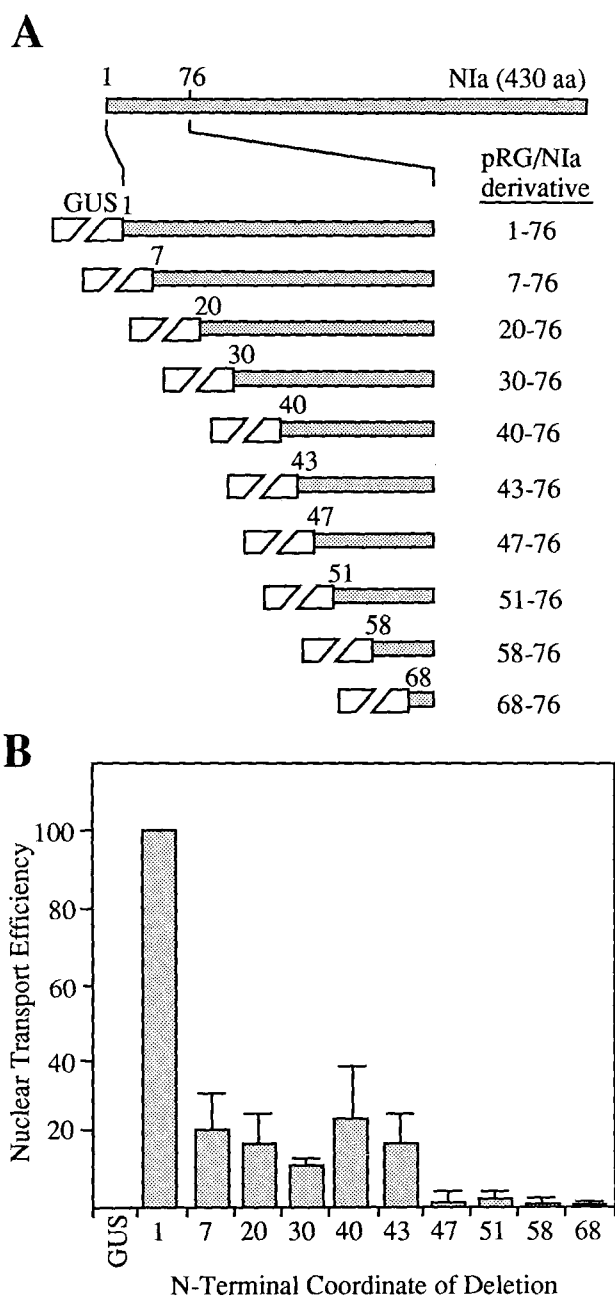 A
1 76 NIa (430 aa)
pRG/NIa
derivative
GUS 1 1-76
7 7-76
20 20-76
30 30-76
40 40-76
43 43-76
47 47-76
51 51-76
58 58-76
68 68-76
B
Nuclear Transport Efficiency
100
80
60
40
20
GUS 1 7 20 30 40 43 47 51 58 68
N-Terminal Coordinate of Deletion